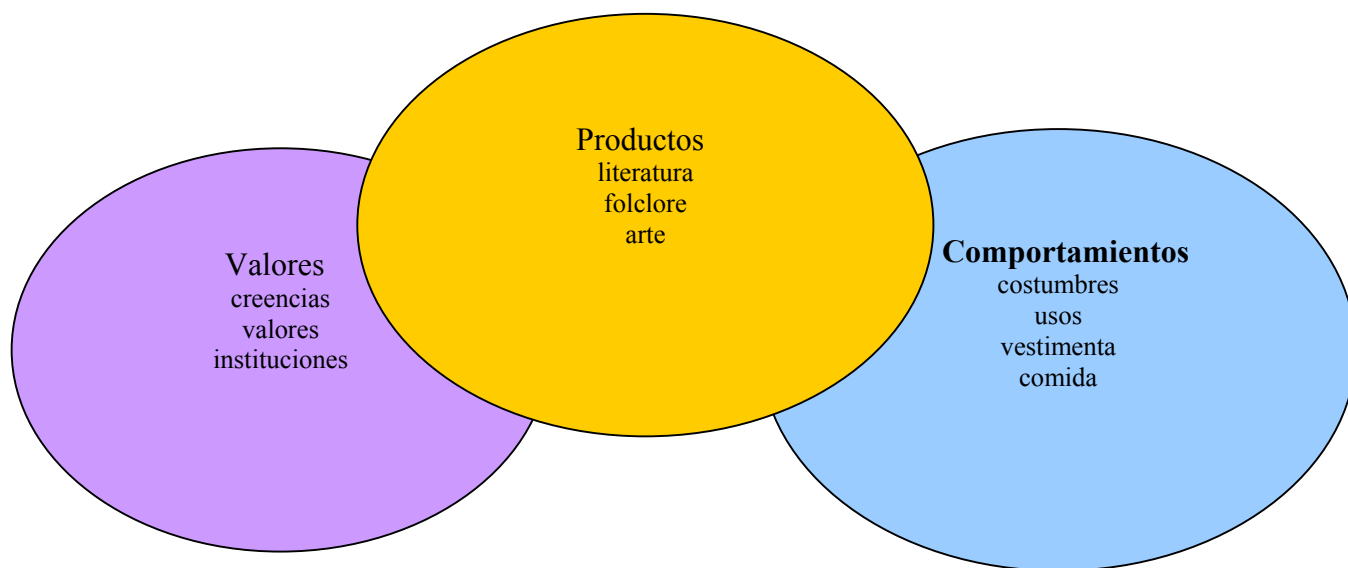 Valores
creencias
valores
instituciones
Productos
literatura
folclore
arte
Comportamientos
costumbres
usos
vestimenta
comida